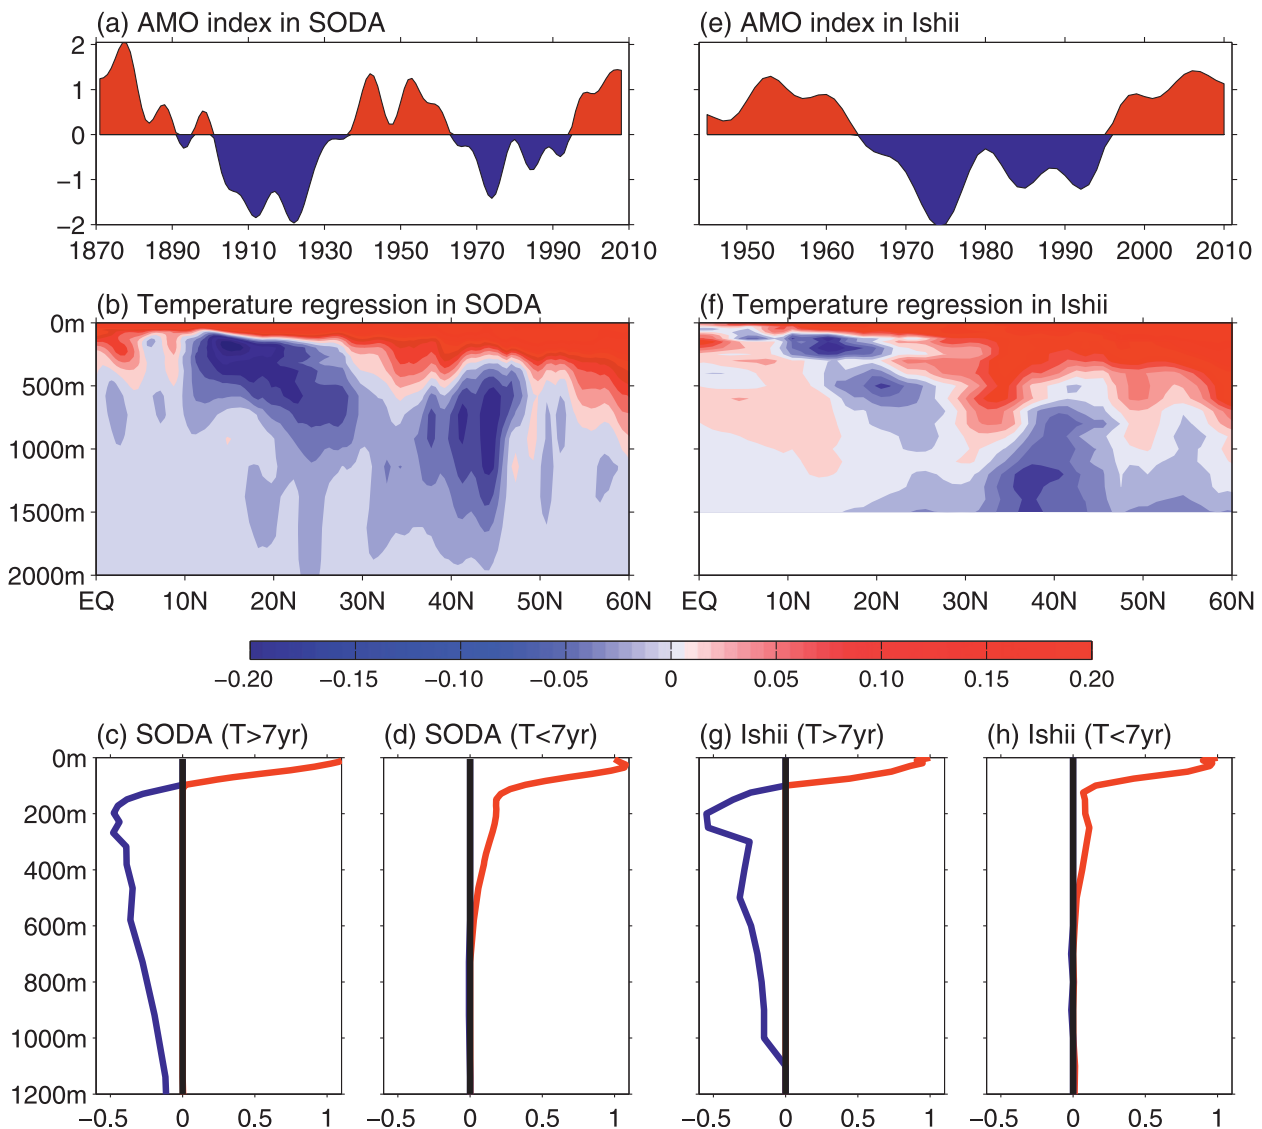 (a) AMO index in SODA
(e) AMO index in Ishii
2
1
0
−1
−2
1870 1890 1910 1930 1950 1970 1990 2010
1950 1960 1970 1980 1990 2000 2010
(b) Temperature regression in SODA
(f) Temperature regression in Ishii
0m
500m
1000m
1500m
2000m
EQ 10N 20N 30N 40N 50N 60N
EQ 10N 20N 30N 40N 50N 60N
−0.20 −0.15 −0.10 −0.05 0 0.05 0.10 0.15 0.20
(c) SODA (T>7yr)
(d) SODA (T<7yr)
(g) Ishii (T>7yr)
(h) Ishii (T<7yr)
0m
200m
400m
600m
800m
1000m
1200m
−0.5 0 0.5 1
−0.5 0 0.5 1
−0.5 0 0.5 1
−0.5 0 0.5 1